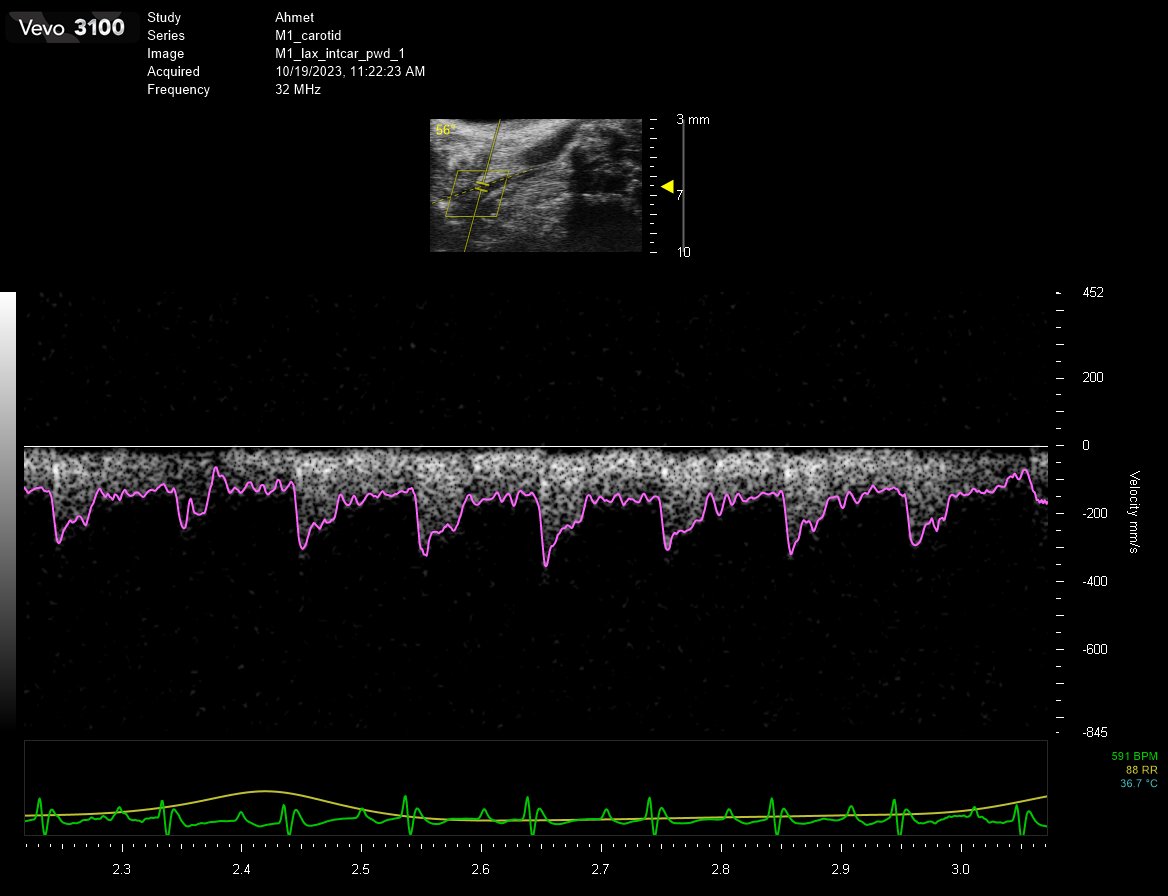 Vevo 3100
Study Ahmet
Series M1_carotid
Image M1_lax_intcar_pwd_1
Acquired 10/19/2023, 11:22:23 AM
Frequency 32 MHz
56°
3 mm
7
10
452
200
0
-200
-400
-600
-845
Velocity mm/s
591 BPM
88 RR
36.7 °C
2.3 2.4 2.5 2.6 2.7 2.8 2.9 3.0